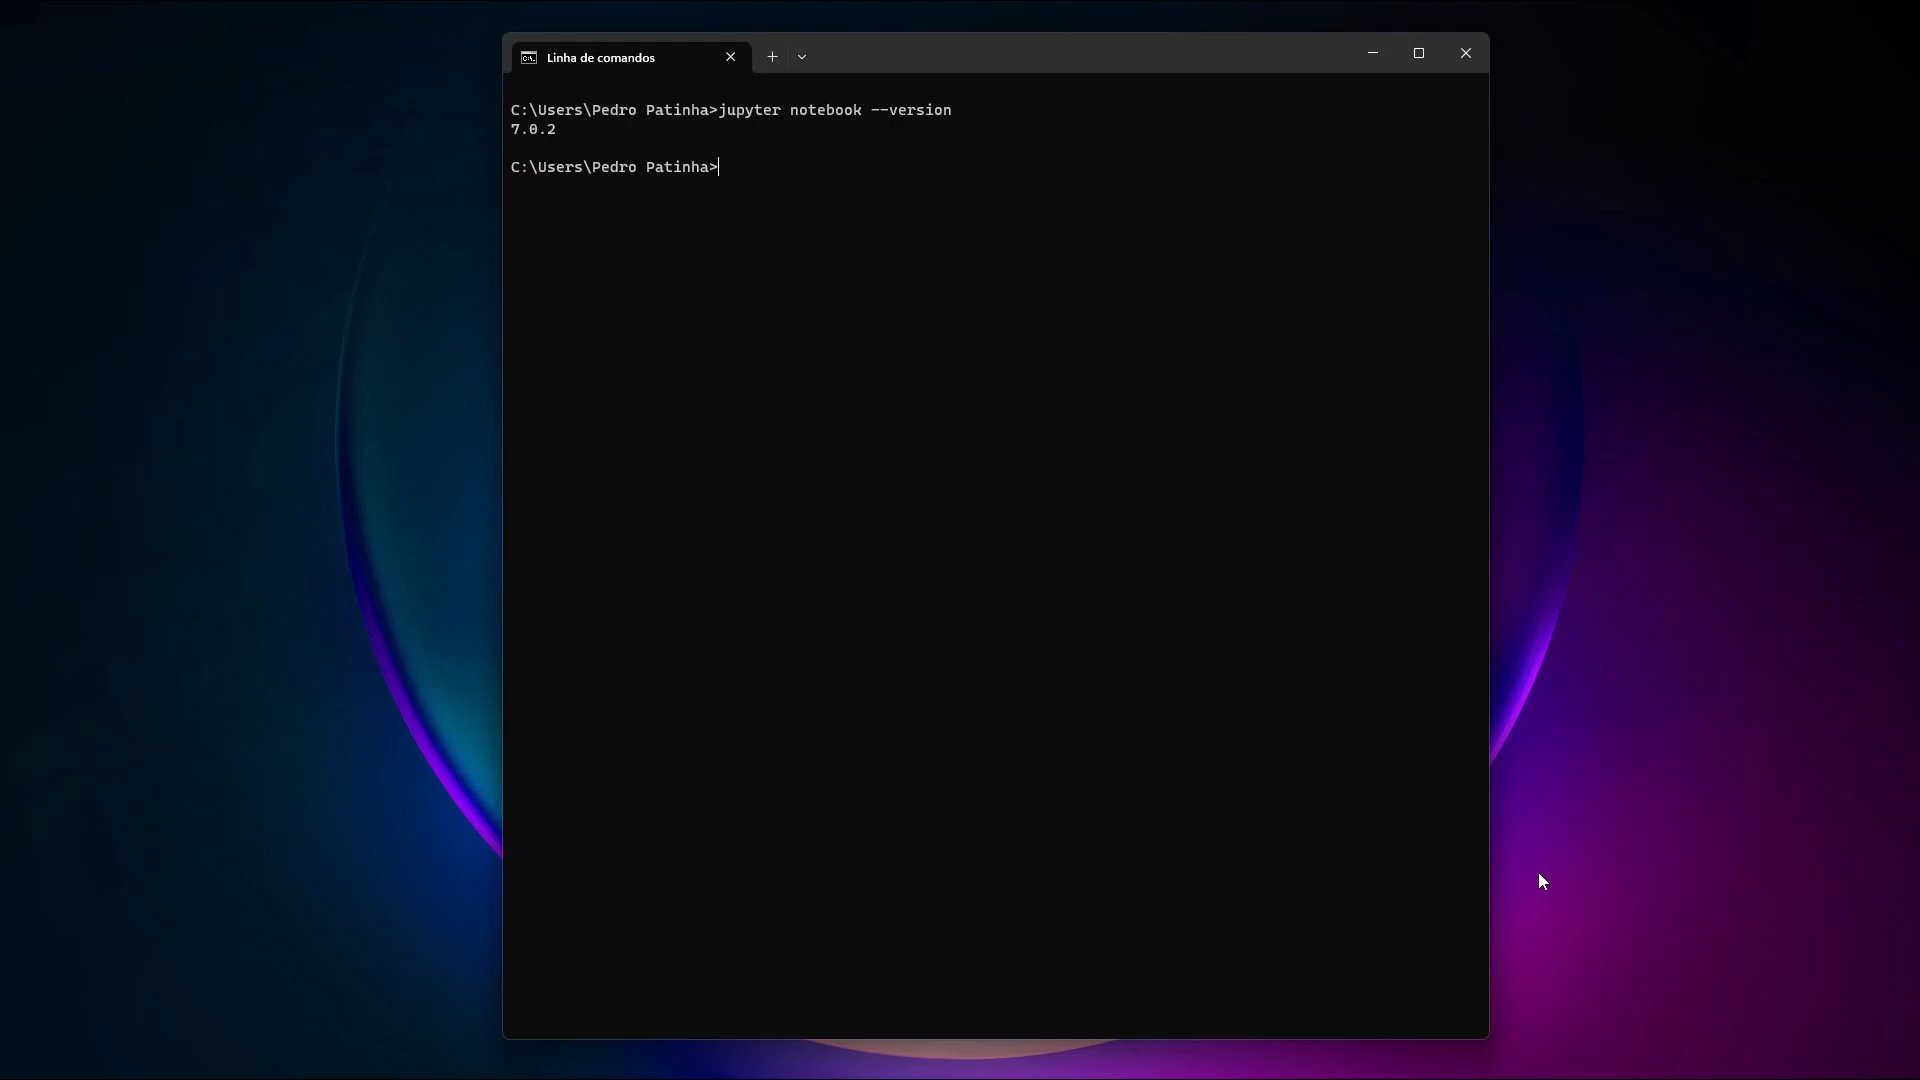 Linha de comandos
C:\Users\Pedro Patinha>jupyter notebook --version
7.0.2
C:\Users\Pedro Patinha>